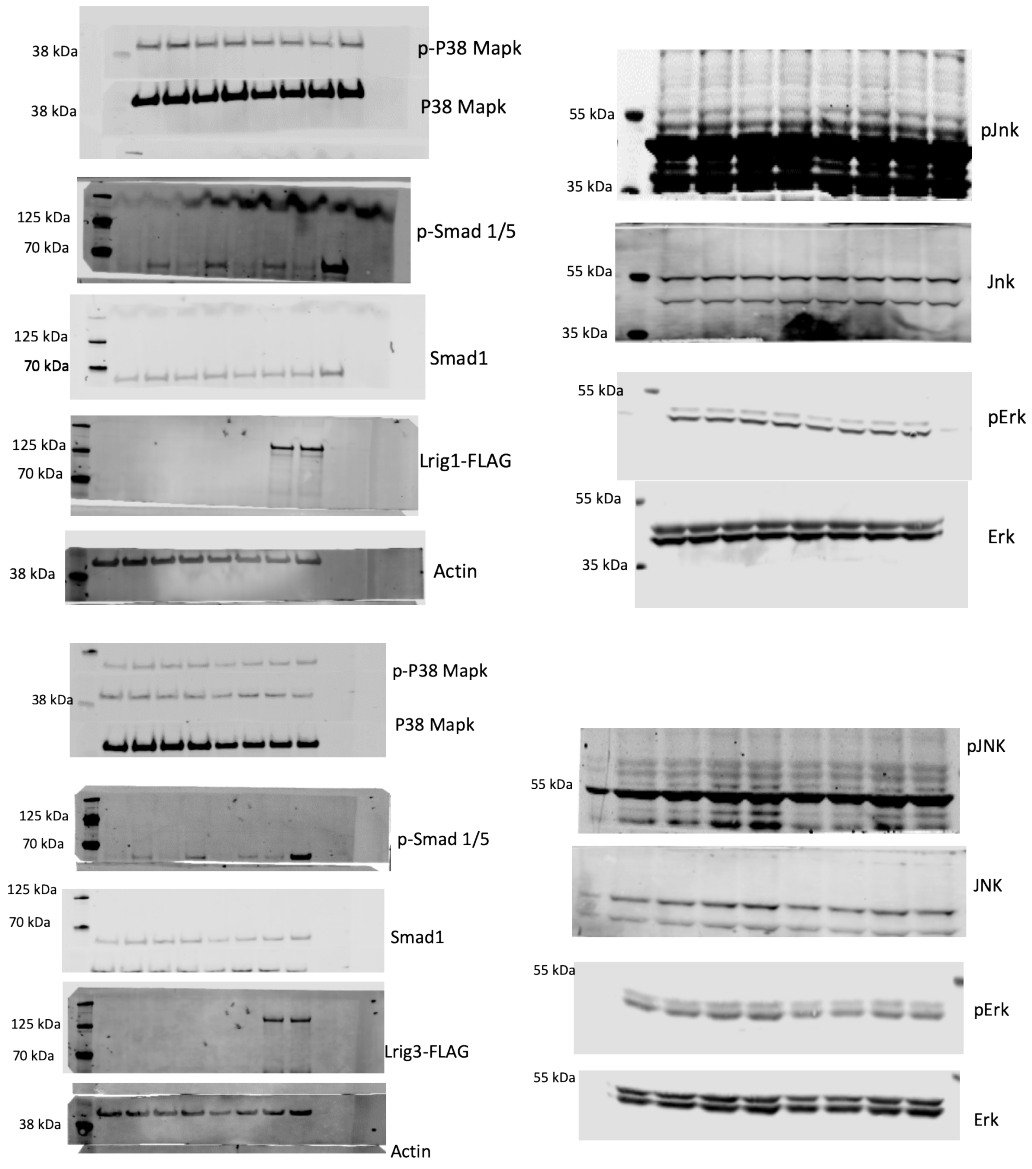 38 kDa
p-P38 Mapk
38 kDa
P38 Mapk
125 kDa
70 kDa
p-Smad 1/5
125 kDa
70 kDa
Smad1
125 kDa
70 kDa
Lrig1-FLAG
38 kDa
Actin
55 kDa
pJnk
35 kDa
55 kDa
Jnk
35 kDa
55 kDa
pErk
55 kDa
Erk
35 kDa
p-P38 Mapk
38 kDa
P38 Mapk
125 kDa
70 kDa
p-Smad 1/5
125 kDa
70 kDa
Smad1
125 kDa
70 kDa
Lrig3-FLAG
38 kDa
Actin
pJNK
55 kDa
JNK
55 kDa
pErk
55 kDa
Erk